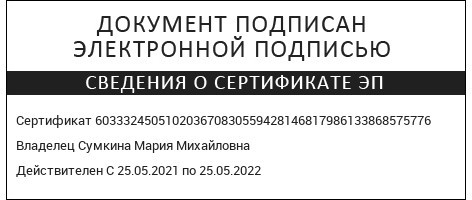 ДОКУМЕНТ ПОДПИСАН
ЭЛЕКТРОННОЙ ПОДПИСЬЮ
СВЕДЕНИЯ О СЕРТИФИКАТЕ ЭП
Сертификат 603332450510203670830559428146817986133868575776
Владелец Сумкина Мария Михайловна
Действителен С 25.05.2021 по 25.05.2022